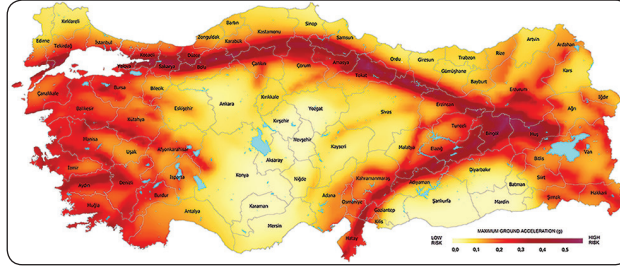 Kırklareli
Edirne
Tekirdağ
İstanbul
Kocaeli
Yalova
Sakarya
Düzce
Bolu
Zonguldak
Bartın
Karabük
Kastamonu
Sinop
Samsun
Çankırı
Çorum
Amasya
Tokat
Ordu
Giresun
Trabzon
Gümüşhane
Rize
Bayburt
Artvin
Ardahan
Kars
Erzurum
Erzincan
Iğdır
Ağrı
Çanakkale
Balıkesir
Bursa
Bilecik
Eskişehir
Kütahya
Ankara
Kırıkkale
Kırşehir
Yozgat
Sivas
Tunceli
Bingöl
Muş
Van
Bitlis
Manisa
Uşak
Afyonkarahisar
İzmir
Aydın
Denizli
Isparta
Burdur
Muğla
Antalya
Konya
Aksaray
Nevşehir
Niğde
Kayseri
Karaman
Mersin
Adana
Osmaniye
Kahramanmaraş
Malatya
Elazığ
Adıyaman
Diyarbakır
Gaziantep
Kilis
Hatay
Şanlıurfa
Mardin
Batman
Siirt
Şırnak
Hakkari
MAXIMUM GROUND ACCELERATION (g)
LOW RISK
0,0 0,1 0,2 0,3 0,4 0,5
HIGH RISK